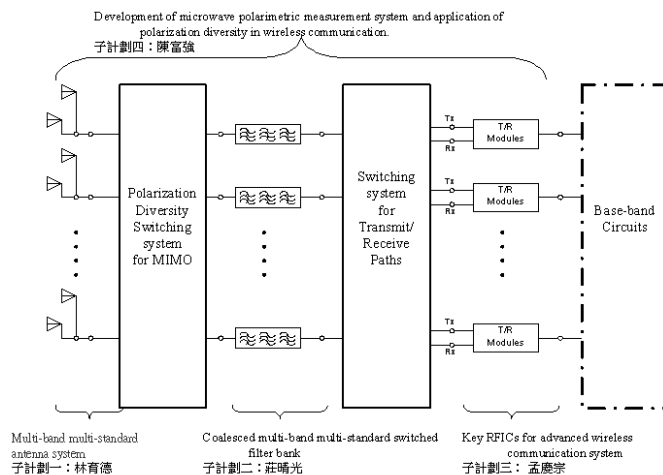 Development of microwave polarimetric measurement system and application of
polarization diversity in wireless communication.
子計劃四：陳富強
Polarization
Diversity
Switching
system
for MIMO
Switching
system
for
Transmit/
Receive
Paths
Tx
Rx
T/R
Modules
Tx
Rx
T/R
Modules
Tx
Rx
T/R
Modules
Base-band
Circuits
Multi-band multi-standard
antenna system
子計劃一：林育德
Coalesced multi-band multi-standard switched
filter bank
子計劃二：莊晴光
Key RFICs for advanced wireless
communication system
子計劃三： 孟慶宗